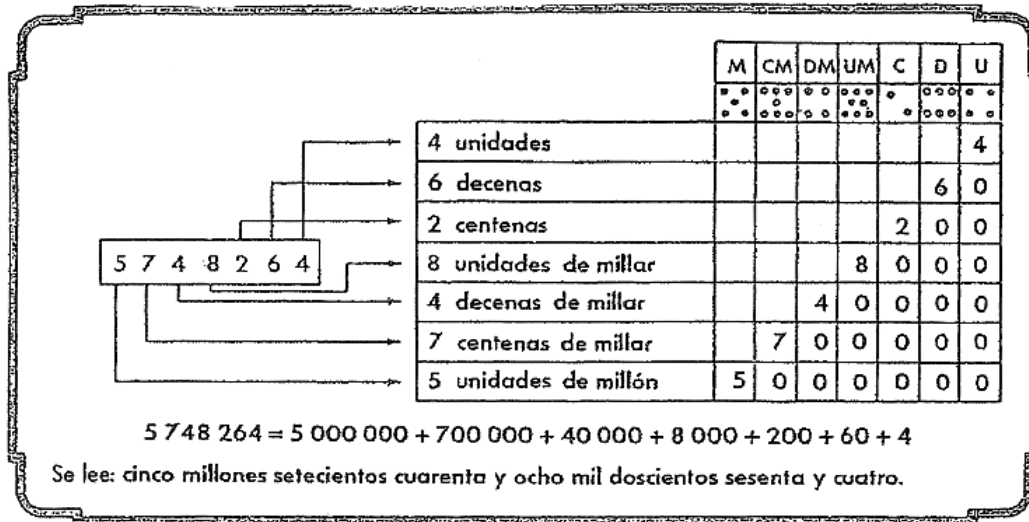 M CM DM UM C D U
4 unidades 4
6 decenas 6 0
2 centenas 2 0 0
5 7 4 8 2 6 4
8 unidades de millar 8 0 0 0
4 decenas de millar 4 0 0 0 0
7 centenas de millar 7 0 0 0 0 0
5 unidades de millón 5 0 0 0 0 0 0
5 748 264 = 5 000 000 + 700 000 + 40 000 + 8 000 + 200 + 60 + 4
Se lee: cinco millones setecientos cuarenta y ocho mil doscientos sesenta y cuatro.